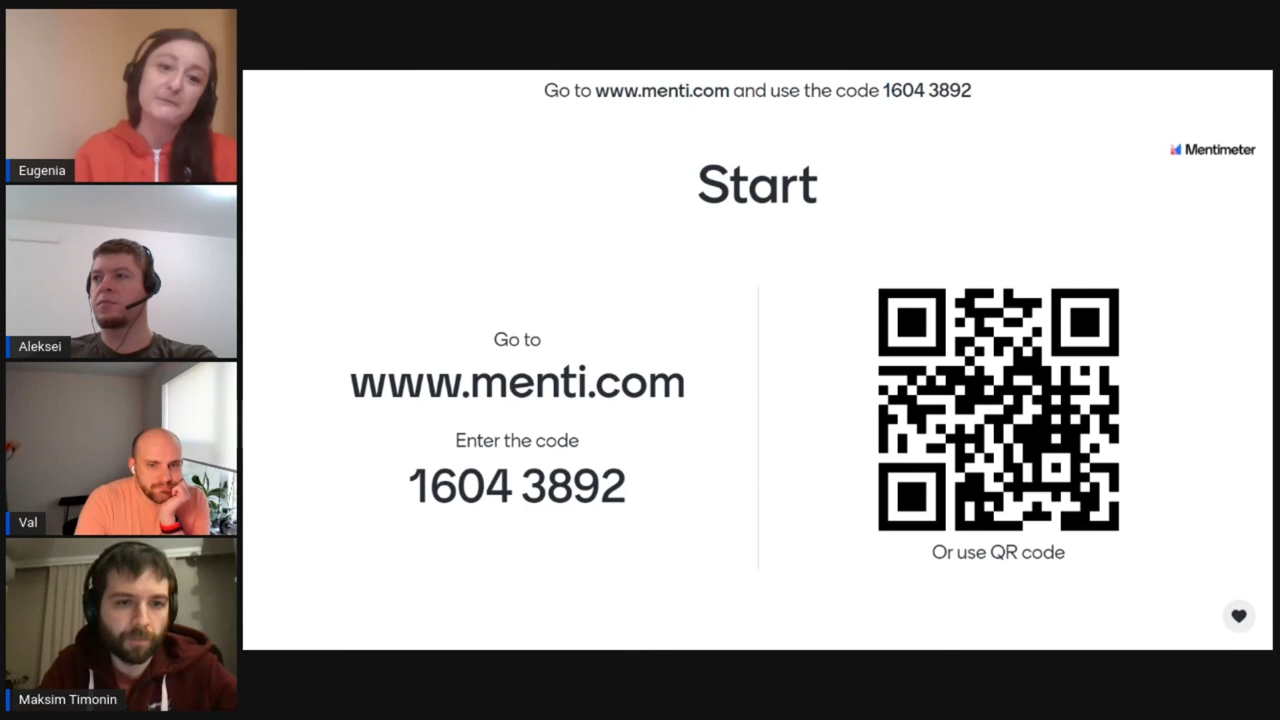 Eugenia
Aleksei
Val
Maksim Timonin
Go to www.menti.com and use the code 1604 3892
Mentimeter
Start
Go to
www.menti.com
Enter the code
1604 3892
Or use QR code